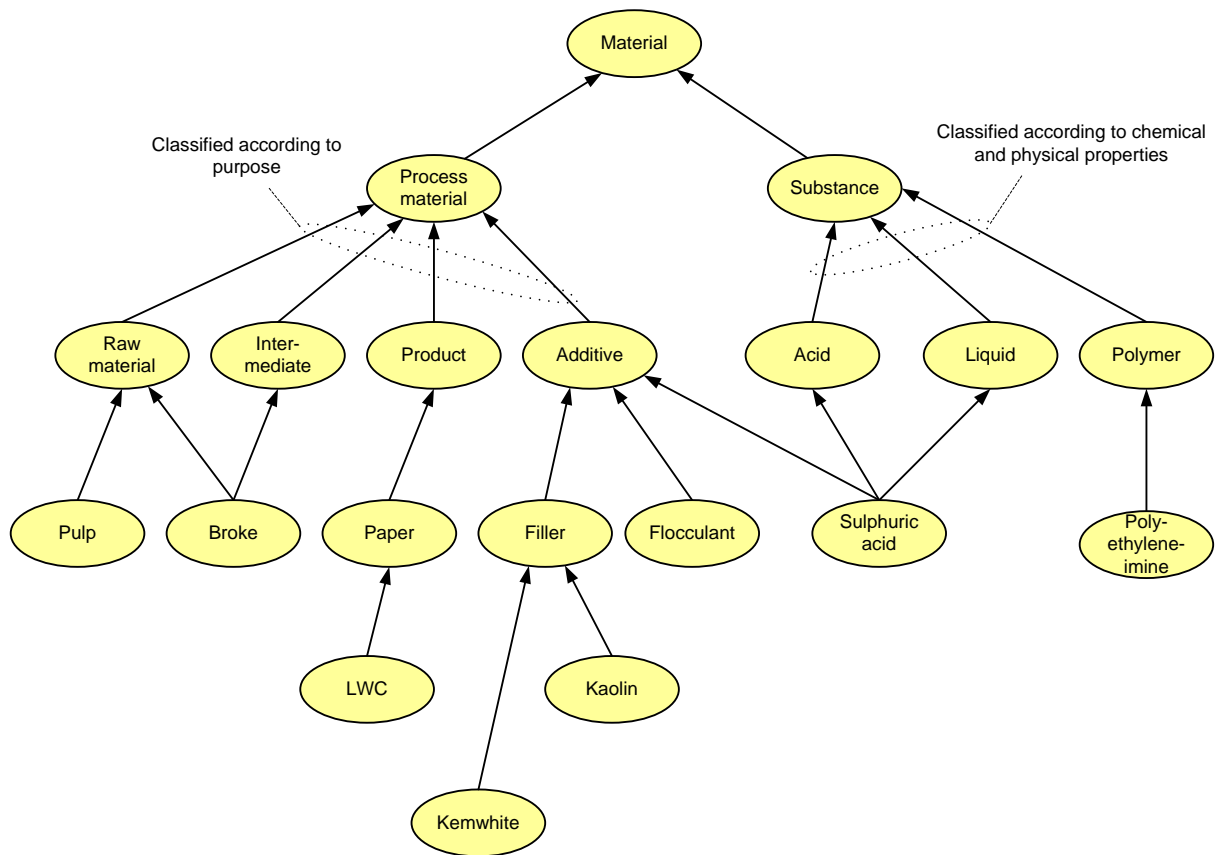 Material
Classified according to
purpose
Classified according to chemical
and physical properties
Process
material
Substance
Raw
material
Inter-
mediate
Product
Additive
Acid
Liquid
Polymer
Pulp
Broke
Paper
Filler
Flocculant
Sulphuric
acid
Poly-
ethylene-
imine
LWC
Kaolin
Kemwhite